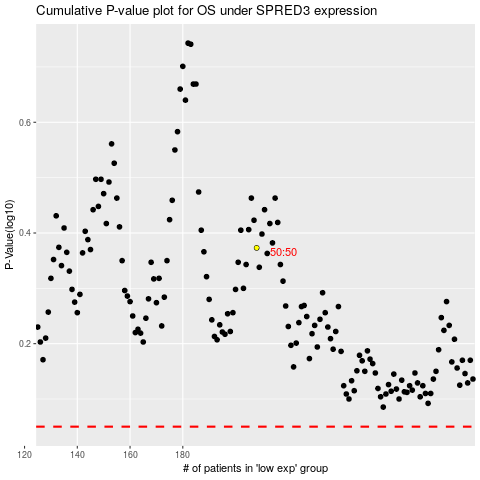 Cumulative P-value plot for OS under SPRED3 expression
P-Value(log10)
0.6
0.4
0.2
50:50
120
140
160
180
# of patients in 'low exp' group